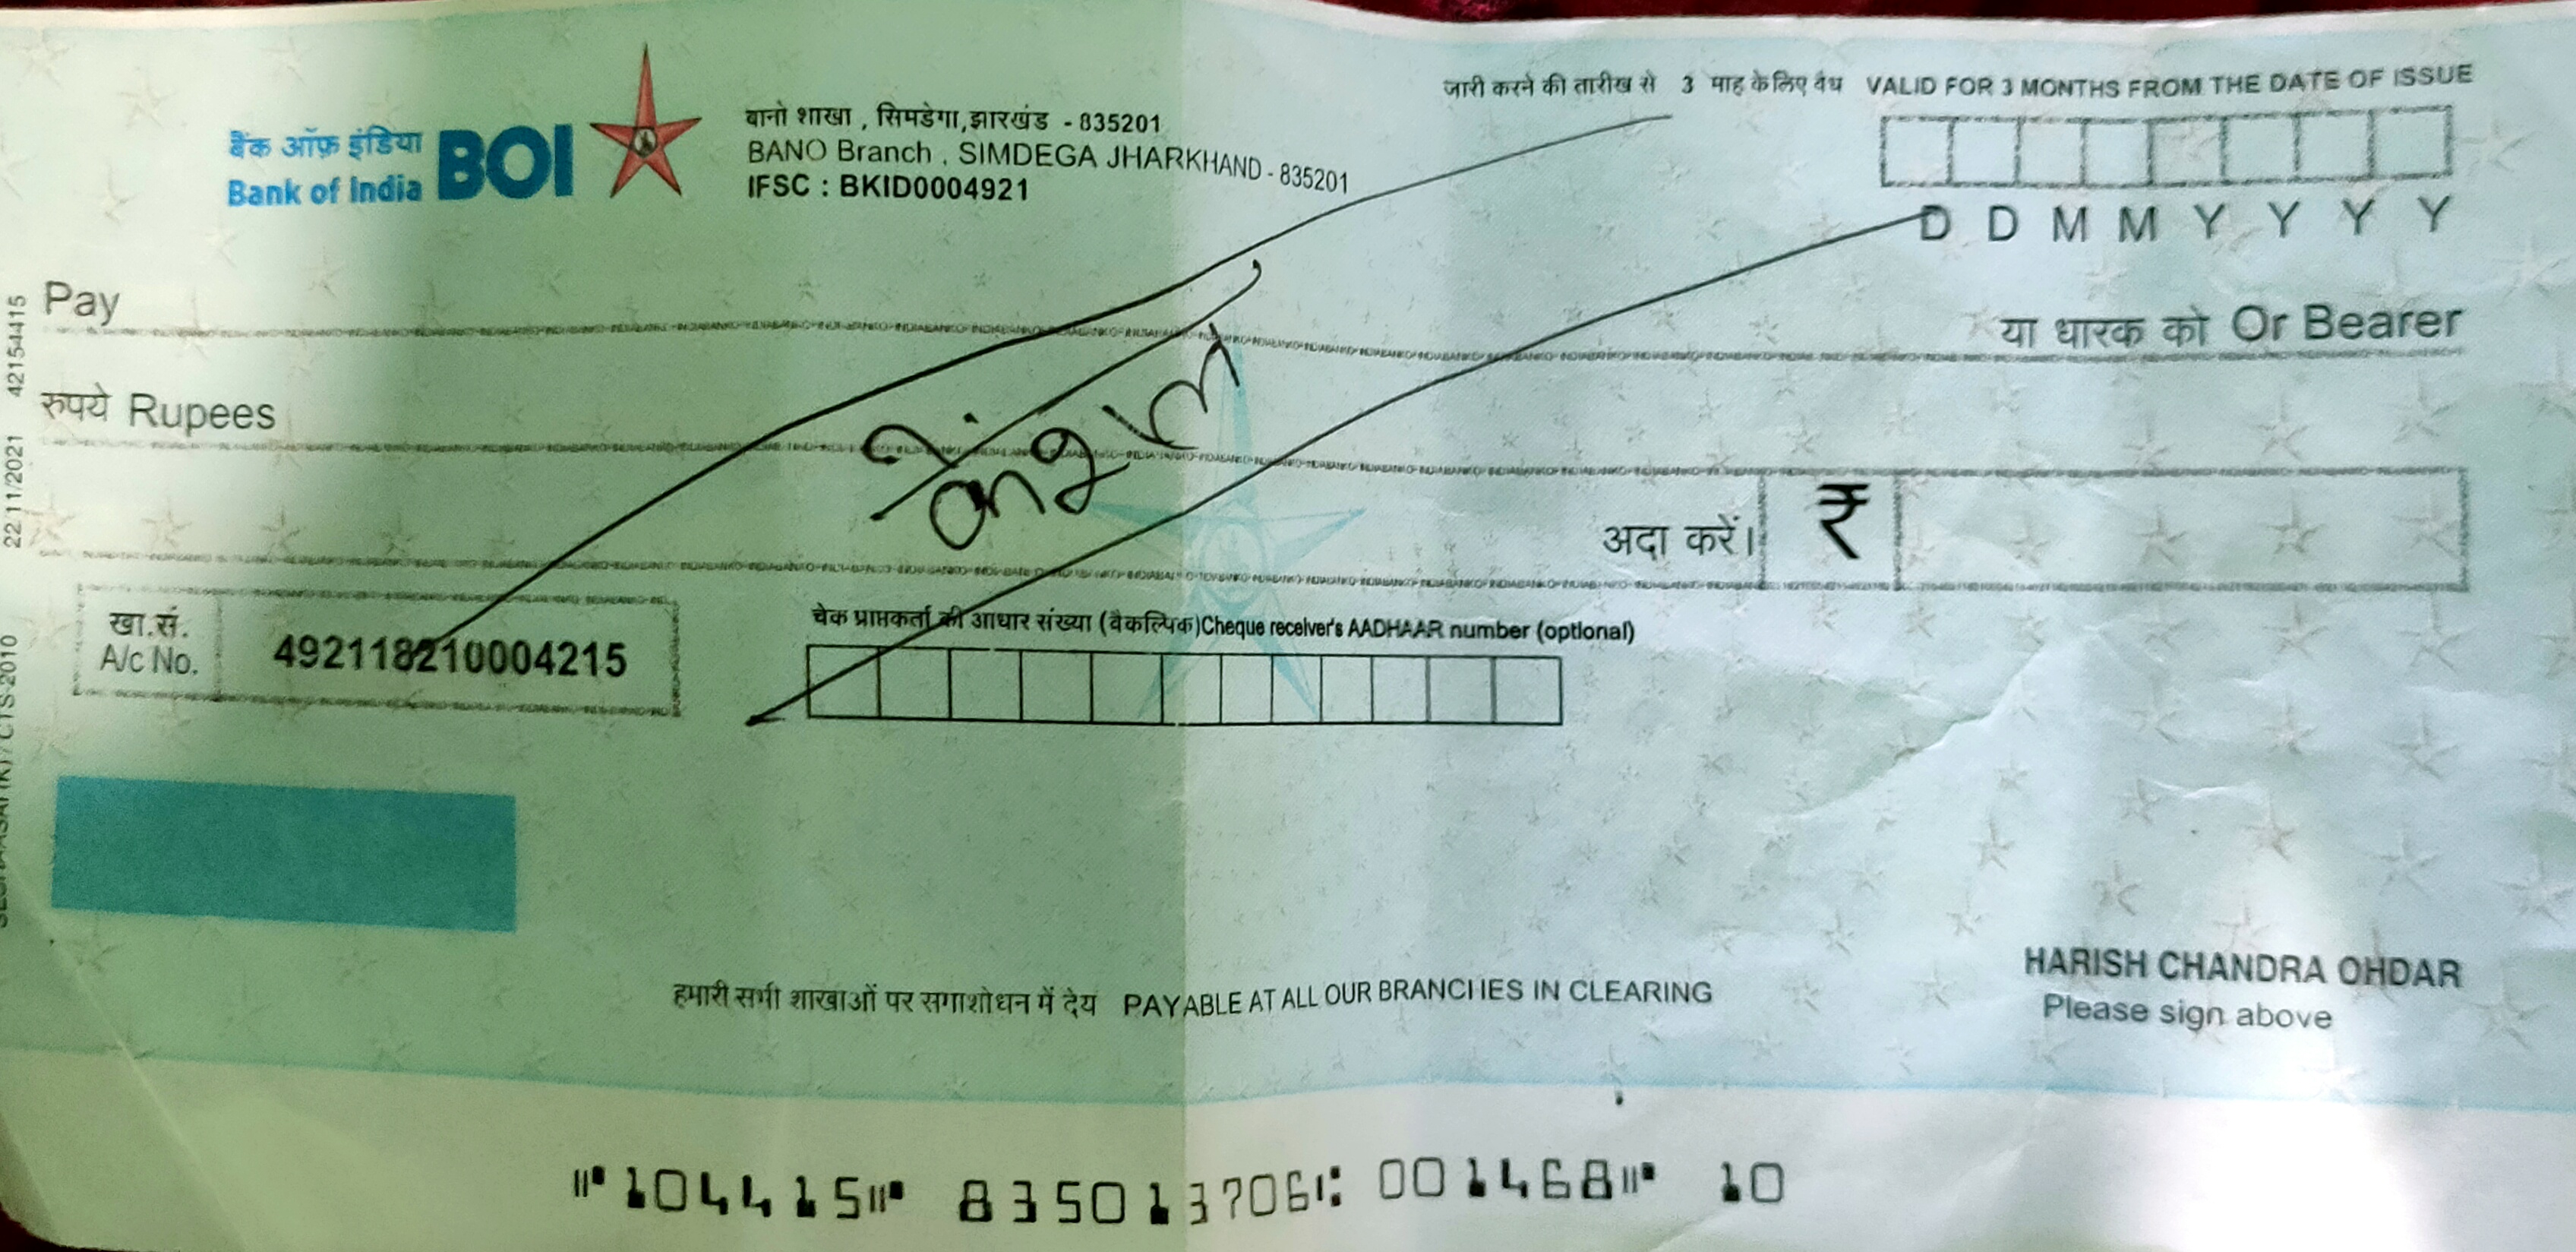 जारी करने की तारीख से 3 माह के लिए वैध VALID FOR 3 MONTHS FROM THE DATE OF ISSUE
बैंक ऑफ़ इंडिया
Bank of India
BOI
बानो शाखा , सिमडेगा,झारखंड - 835201
BANO Branch , SIMDEGA JHARKHAND - 835201
IFSC : BKID0004921
D D M M Y Y Y Y
Pay
या धारक को Or Bearer
रुपये Rupees
अदा करें। ₹
खा.सं.
A/c No.
492118210004215
चेक प्राप्तकर्ता की आधार संख्या (वैकल्पिक)Cheque receiver's AADHAAR number (optional)
HARISH CHANDRA OHDAR
Please sign above
हमारी सभी शाखाओं पर समाशोधन में देय PAYABLE AT ALL OUR BRANCHES IN CLEARING
⑈104415⑈ 835013706⑆ 001468⑈ 10
22 11/2021 42154415
CTS-2010